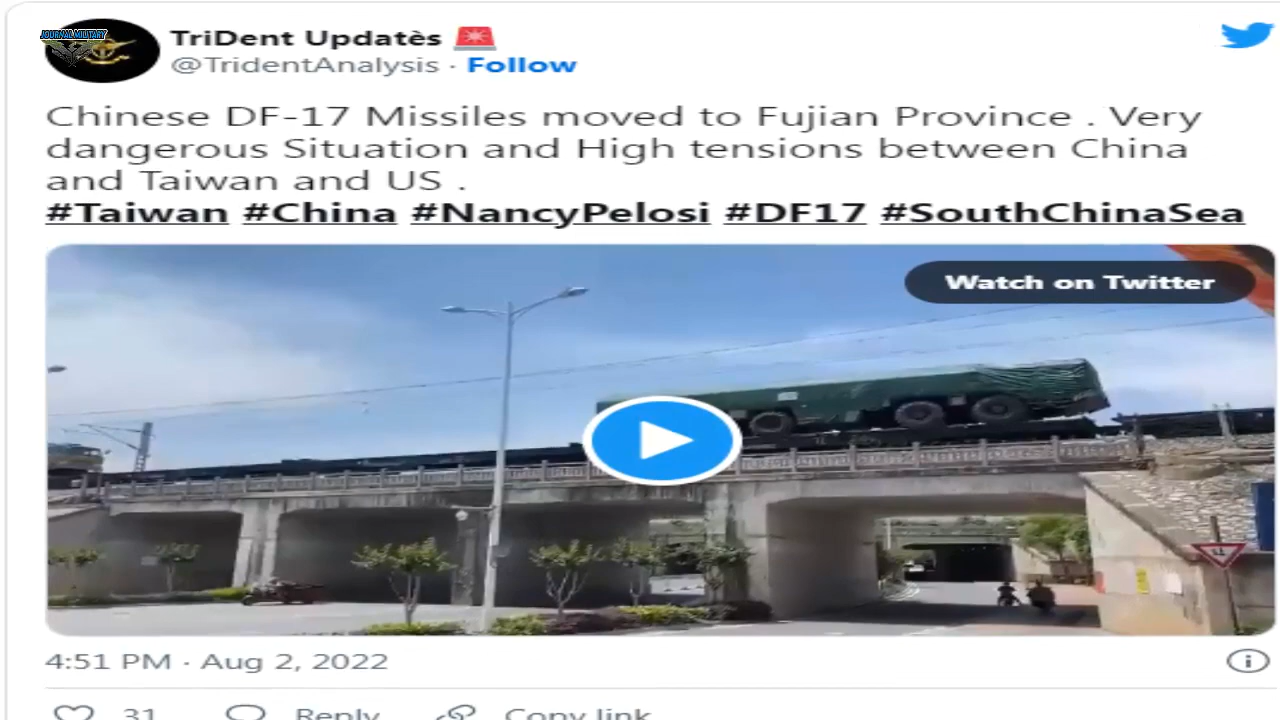 JOURNAL MILITARY
TriDent Updatès
@TridentAnalysis · Follow
Chinese DF-17 Missiles moved to Fujian Province . Very
dangerous Situation and High tensions between China
and Taiwan and US .
#Taiwan #China #NancyPelosi #DF17 #SouthChinaSea
Watch on Twitter
4:51 PM · Aug 2, 2022
31 Reply Copy link